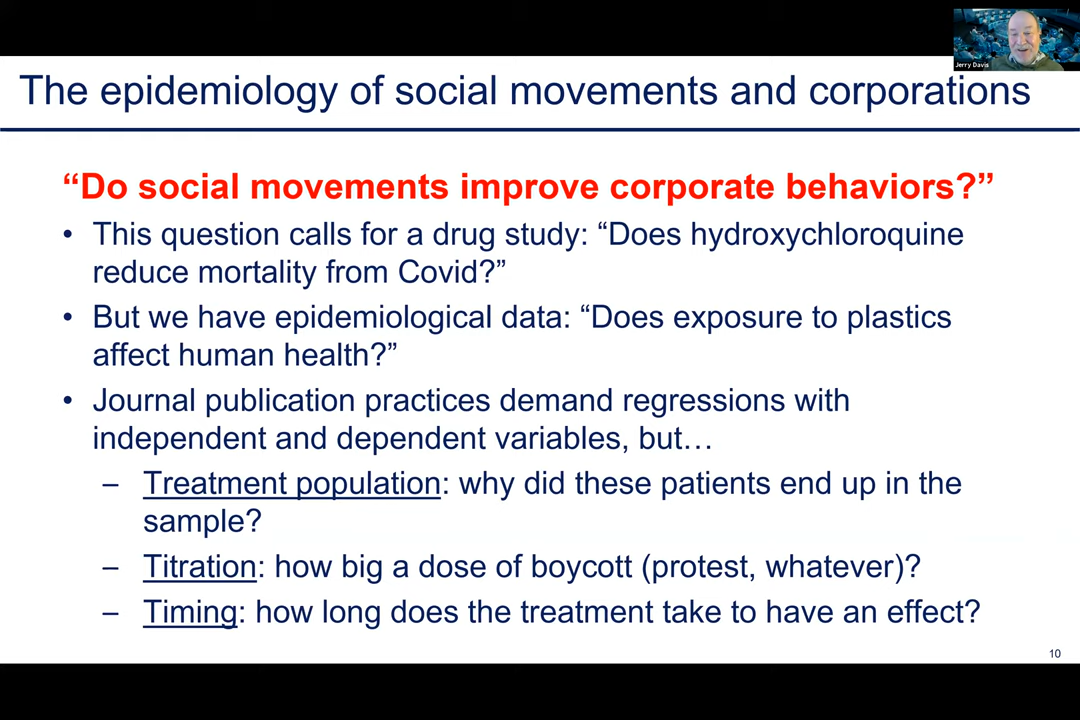 Jerry Davis
The epidemiology of social movements and corporations
“Do social movements improve corporate behaviors?”
• This question calls for a drug study: “Does hydroxychloroquine
reduce mortality from Covid?”
• But we have epidemiological data: “Does exposure to plastics
affect human health?”
• Journal publication practices demand regressions with
independent and dependent variables, but…
– Treatment population: why did these patients end up in the
sample?
– Titration: how big a dose of boycott (protest, whatever)?
– Timing: how long does the treatment take to have an effect?
10